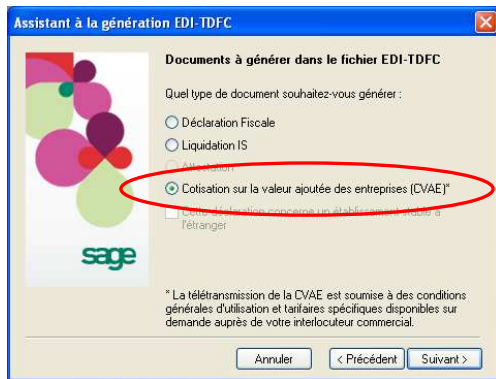 Assistant à la génération EDI-TDFC
Documents à générer dans le fichier EDI-TDFC
Quel type de document souhaitez-vous générer :
Déclaration Fiscale
Liquidation IS
Attestation
Cotisation sur la valeur ajoutée des entreprises (CVAE)*
Cette déclaration concerne un établissement stable à
l'étranger
sage
* La télétransmission de la CVAE est soumise à des conditions
générales d'utilisation et tarifaires spécifiques disponibles sur
demande auprès de votre interlocuteur commercial.
Annuler
< Précédent
Suivant >